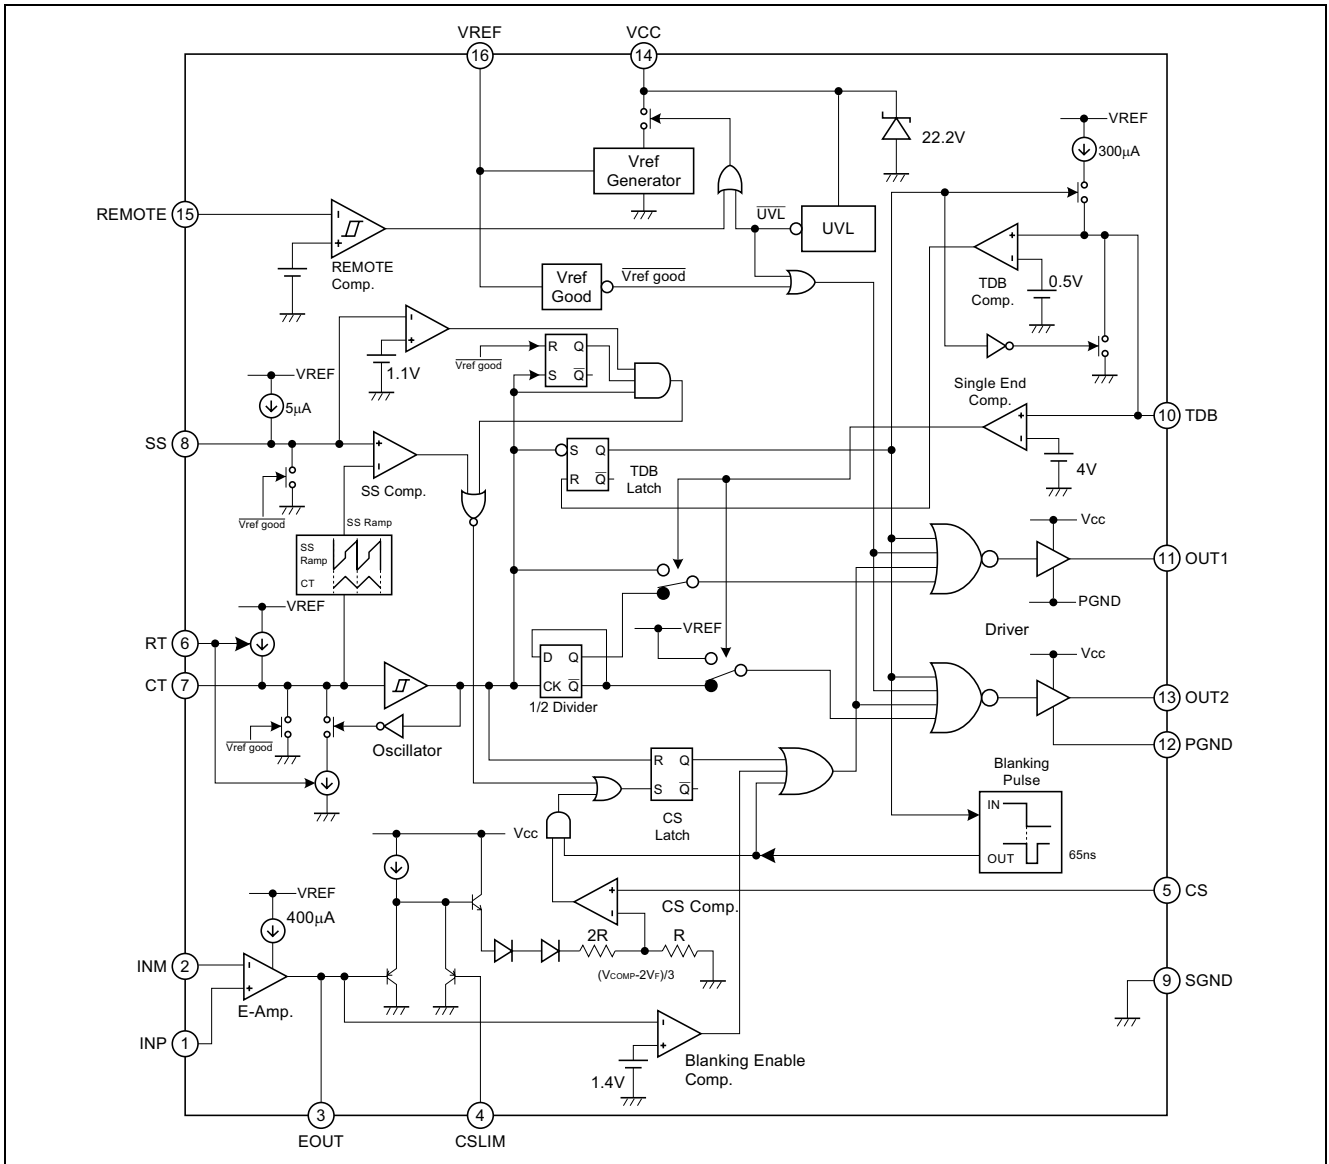 VREF
VCC
16
14
22.2V
VREF
300μA
Vref
Generator
REMOTE
15
UVL
UVL
REMOTE
Comp.
Vref
Good
Vref good
TDB
Comp.
0.5V
1.1V
Vref good
R Q
S Q
VREF
5μA
Single End
Comp.
SS
8
10
TDB
SS Comp.
S Q
R Q
TDB
Latch
4V
Vref good
SS Ramp
SS
Ramp
CT
Vcc
11
OUT1
PGND
VREF
VREF
Driver
RT
6
CT
7
D Q
CK Q
1/2 Divider
Vcc
13
OUT2
12
PGND
Vref good
Oscillator
R Q
S Q
CS
Latch
Blanking
Pulse
IN
OUT
65ns
Vcc
VREF
400μA
CS Comp.
5
CS
2R
R
(VCOMP-2VF)/3
INM
2
E-Amp.
9
SGND
INP
1
1.4V
Blanking Enable
Comp.
3
4
EOUT
CSLIM